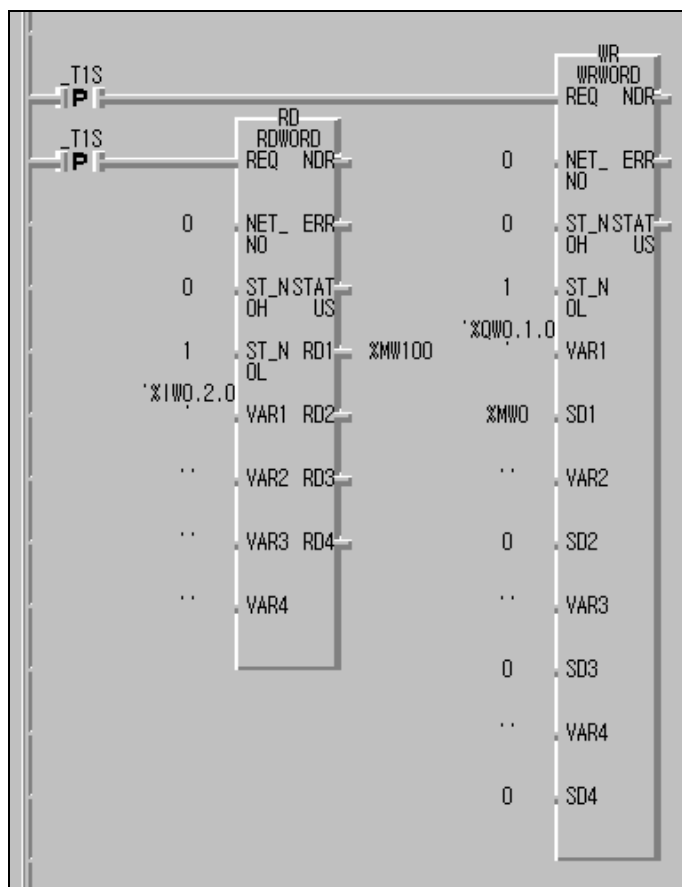 WR
_T1S WRWORD
P REQ NDR
RD
_T1S RDWORD
P REQ NDR 0 NET_ ERR
NO
0 NET_ ERR 0 ST_N STAT
NO OH US
0 ST_N STAT 1 ST_N
OH US OL
'%QW0.1.0
1 ST_N RD1 %MW100 ' VAR1
OL
'%IW0.2.0
' VAR1 RD2 %MW0 SD1
'' VAR2 RD3 '' VAR2
'' VAR3 RD4 0 SD2
'' VAR4 '' VAR3
0 SD3
'' VAR4
0 SD4